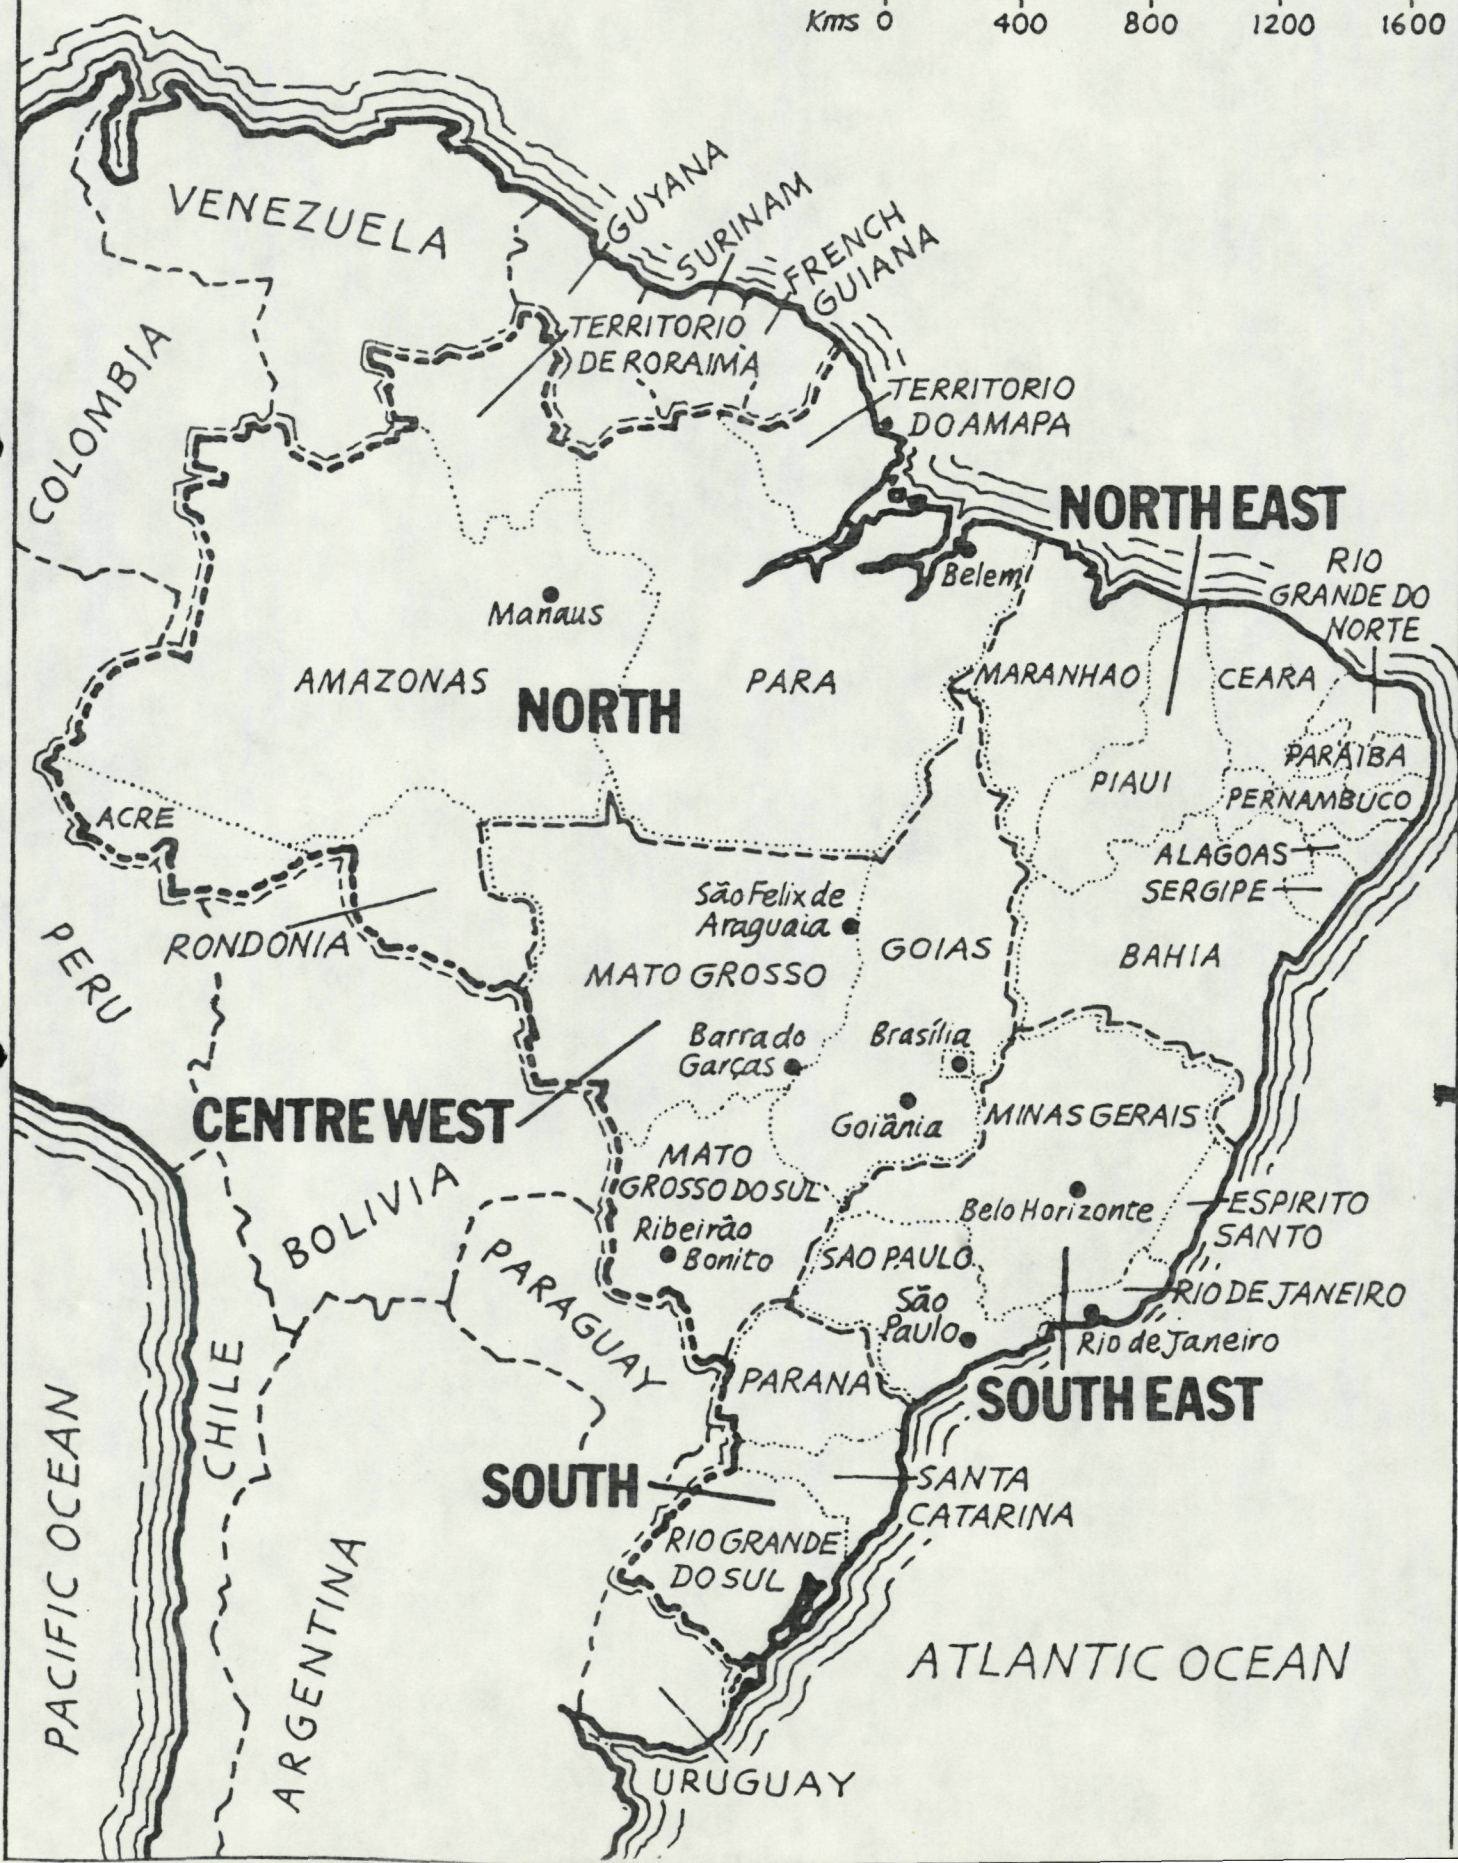 Kms 0 400 800 1200 1600
VENEZUELA
GUYANA
SURINAM
FRENCH
GUIANA
COLOMBIA
TERRITORIO
DE RORAIMA
TERRITORIO
DO AMAPA
NORTH EAST
RIO
GRANDE DO
NORTE
Belem
Manaus
AMAZONAS
NORTH
PARA
MARANHAO
CEARA
PARAIBA
PIAUI
PERNAMBUCO
ACRE
ALAGOAS
SERGIPE
RONDONIA
São Felix de
Araguaia
GOIAS
BAHIA
PERU
MATO GROSSO
Barra do
Garças
Brasília
CENTRE WEST
Goiânia
MINAS GERAIS
MATO
GROSSO DO SUL
BOLIVIA
Belo Horizonte
ESPIRITO
SANTO
Ribeirão
Bonito
PARAGUAY
SAO PAULO
RIO DE JANEIRO
São
Paulo
Rio de Janeiro
CHILE
PARANA
SOUTH EAST
PACIFIC OCEAN
SOUTH
SANTA
CATARINA
RIO GRANDE
DO SUL
ARGENTINA
ATLANTIC OCEAN
URUGUAY